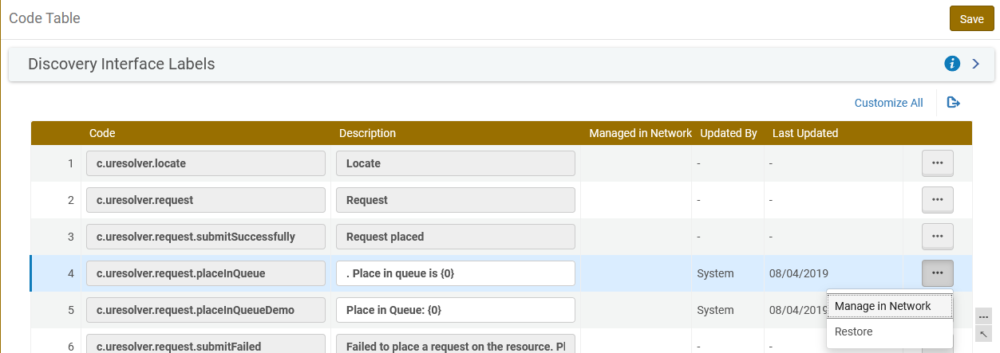 Code Table
Save
Discovery Interface Labels
Customize All
Code Description Managed in Network Updated By Last Updated
1 c.uresolver.locate Locate - -
2 c.uresolver.request Request - -
3 c.uresolver.request.submitSuccessfully Request placed - -
4 c.uresolver.request.placeInQueue . Place in queue is {0} System 08/04/2019
5 c.uresolver.request.placeInQueueDemo Place in Queue: {0} System 08/04/2019
Manage in Network
Restore
6 c.uresolver.request.submitFailed Failed to place a request on the resource. Pl - -